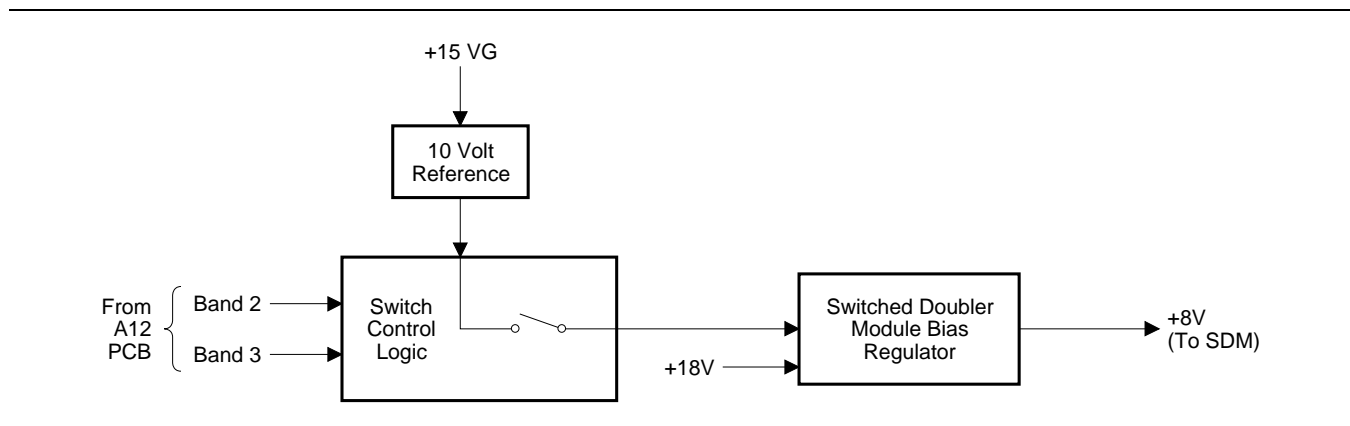 +15 VG
10 Volt
Reference
From
A12
PCB
Band 2
Band 3
Switch
Control
Logic
+18V
Switched Doubler
Module Bias
Regulator
+8V
(To SDM)